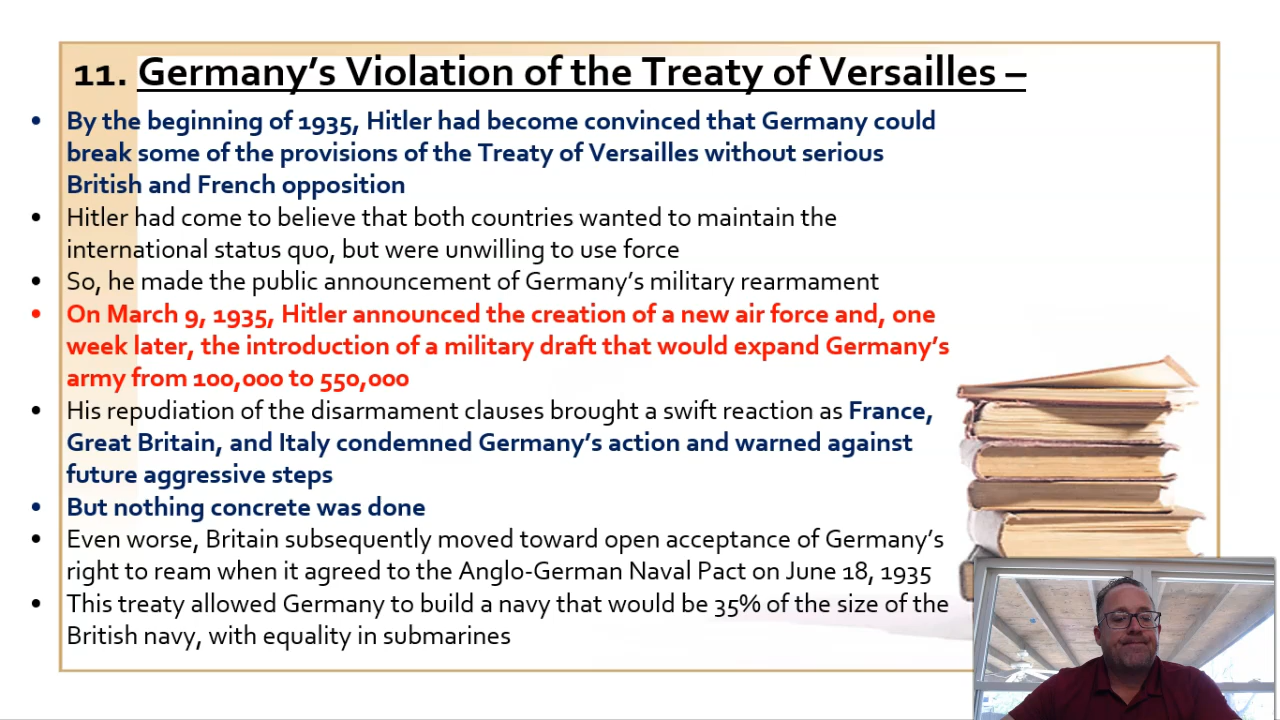 11. Germany's Violation of the Treaty of Versailles –
• By the beginning of 1935, Hitler had become convinced that Germany could
break some of the provisions of the Treaty of Versailles without serious
British and French opposition
• Hitler had come to believe that both countries wanted to maintain the
international status quo, but were unwilling to use force
• So, he made the public announcement of Germany's military rearmament
• On March 9, 1935, Hitler announced the creation of a new air force and, one
week later, the introduction of a military draft that would expand Germany's
army from 100,000 to 550,000
• His repudiation of the disarmament clauses brought a swift reaction as France,
Great Britain, and Italy condemned Germany's action and warned against
future aggressive steps
• But nothing concrete was done
• Even worse, Britain subsequently moved toward open acceptance of Germany's
right to ream when it agreed to the Anglo-German Naval Pact on June 18, 1935
• This treaty allowed Germany to build a navy that would be 35% of the size of the
British navy, with equality in submarines